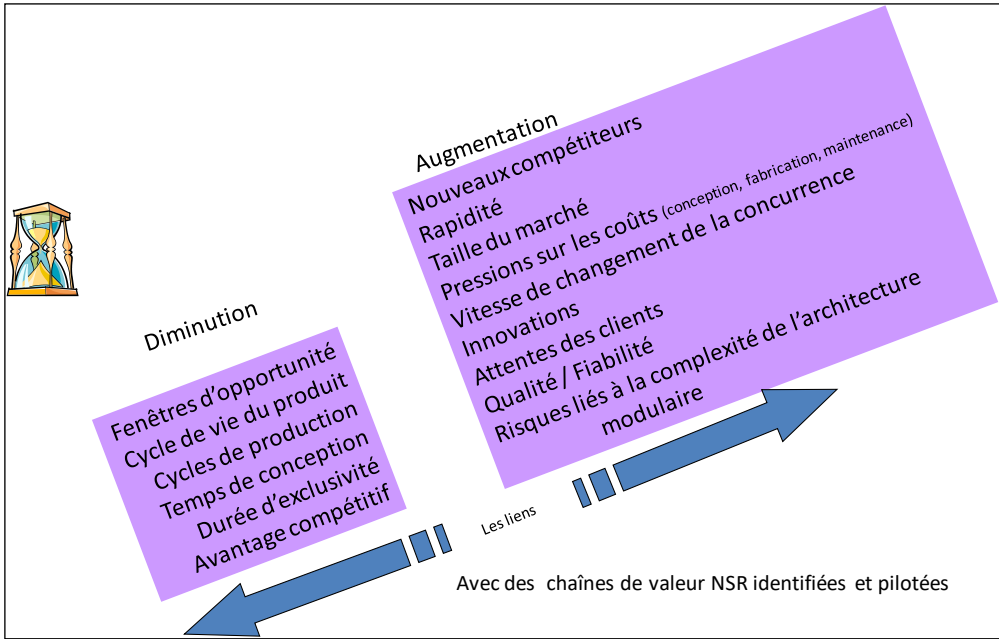 Augmentation
Nouveaux compétiteurs
Rapidité
Taille du marché
Pressions sur les coûts (conception, fabrication, maintenance)
Vitesse de changement de la concurrence
Innovations
Attentes des clients
Qualité / Fiabilité
Risques liés à la complexité de l'architecture
modulaire
Diminution
Fenêtres d'opportunité
Cycle de vie du produit
Cycles de production
Temps de conception
Durée d'exclusivité
Avantage compétitif
Les liens
Avec des chaînes de valeur NSR identifiées et pilotées